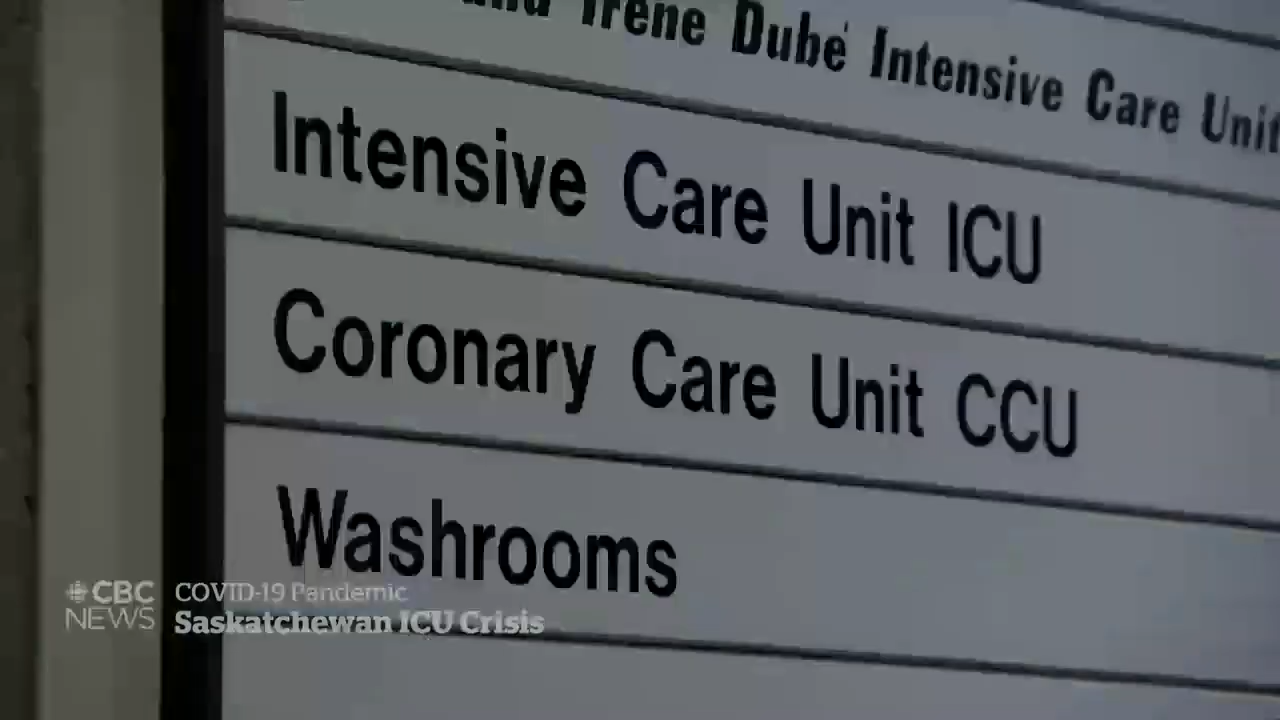 Irene Dubé Intensive Care Unit
Intensive Care Unit ICU
Coronary Care Unit CCU
Washrooms
CBC NEWS
COVID-19 Pandemic
Saskatchewan ICU Crisis